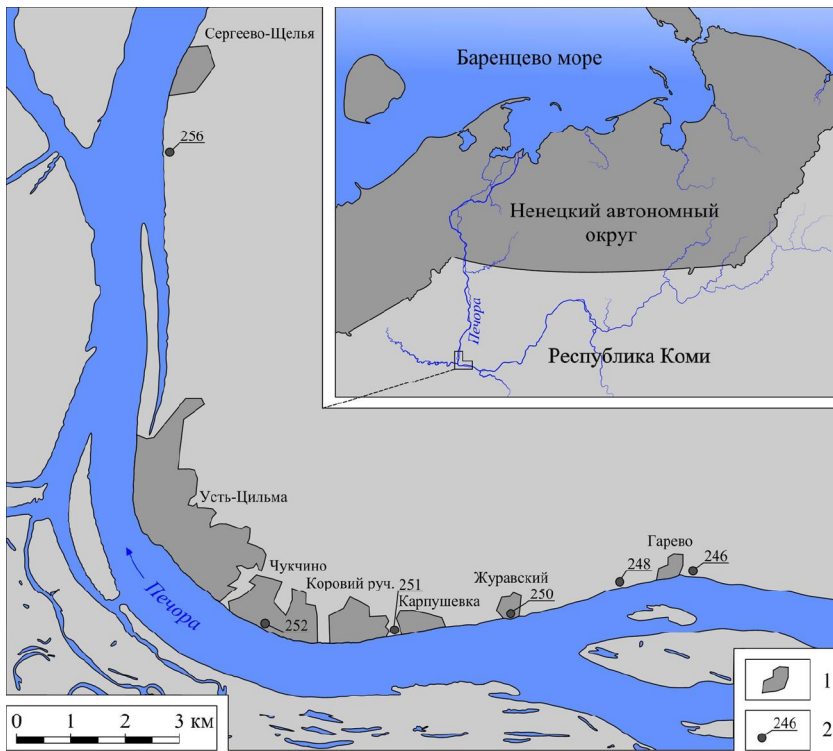 Сергеево-Щелья
256
Баренцево море
Ненецкий автономный
округ
Печора
Республика Коми
Усть-Цильма
Чукчино
Коровий руч.
251
Карпушевка
Журавский
250
248
Гарево
246
252
Печора
0 1 2 3 км
1
246
2